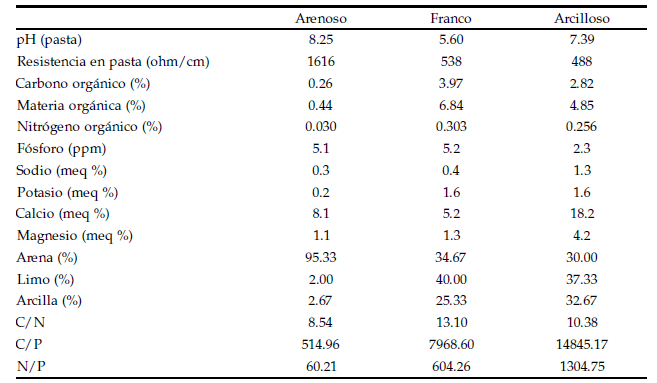 Arenoso Franco Arcilloso
pH (pasta) 8.25 5.60 7.39
Resistencia en pasta (ohm/cm) 1616 538 488
Carbono orgánico (%) 0.26 3.97 2.82
Materia orgánica (%) 0.44 6.84 4.85
Nitrógeno orgánico (%) 0.030 0.303 0.256
Fósforo (ppm) 5.1 5.2 2.3
Sodio (meq %) 0.3 0.4 1.3
Potasio (meq %) 0.2 1.6 1.6
Calcio (meq %) 8.1 5.2 18.2
Magnesio (meq %) 1.1 1.3 4.2
Arena (%) 95.33 34.67 30.00
Limo (%) 2.00 40.00 37.33
Arcilla (%) 2.67 25.33 32.67
C/N 8.54 13.10 10.38
C/P 514.96 7968.60 14845.17
N/P 60.21 604.26 1304.75